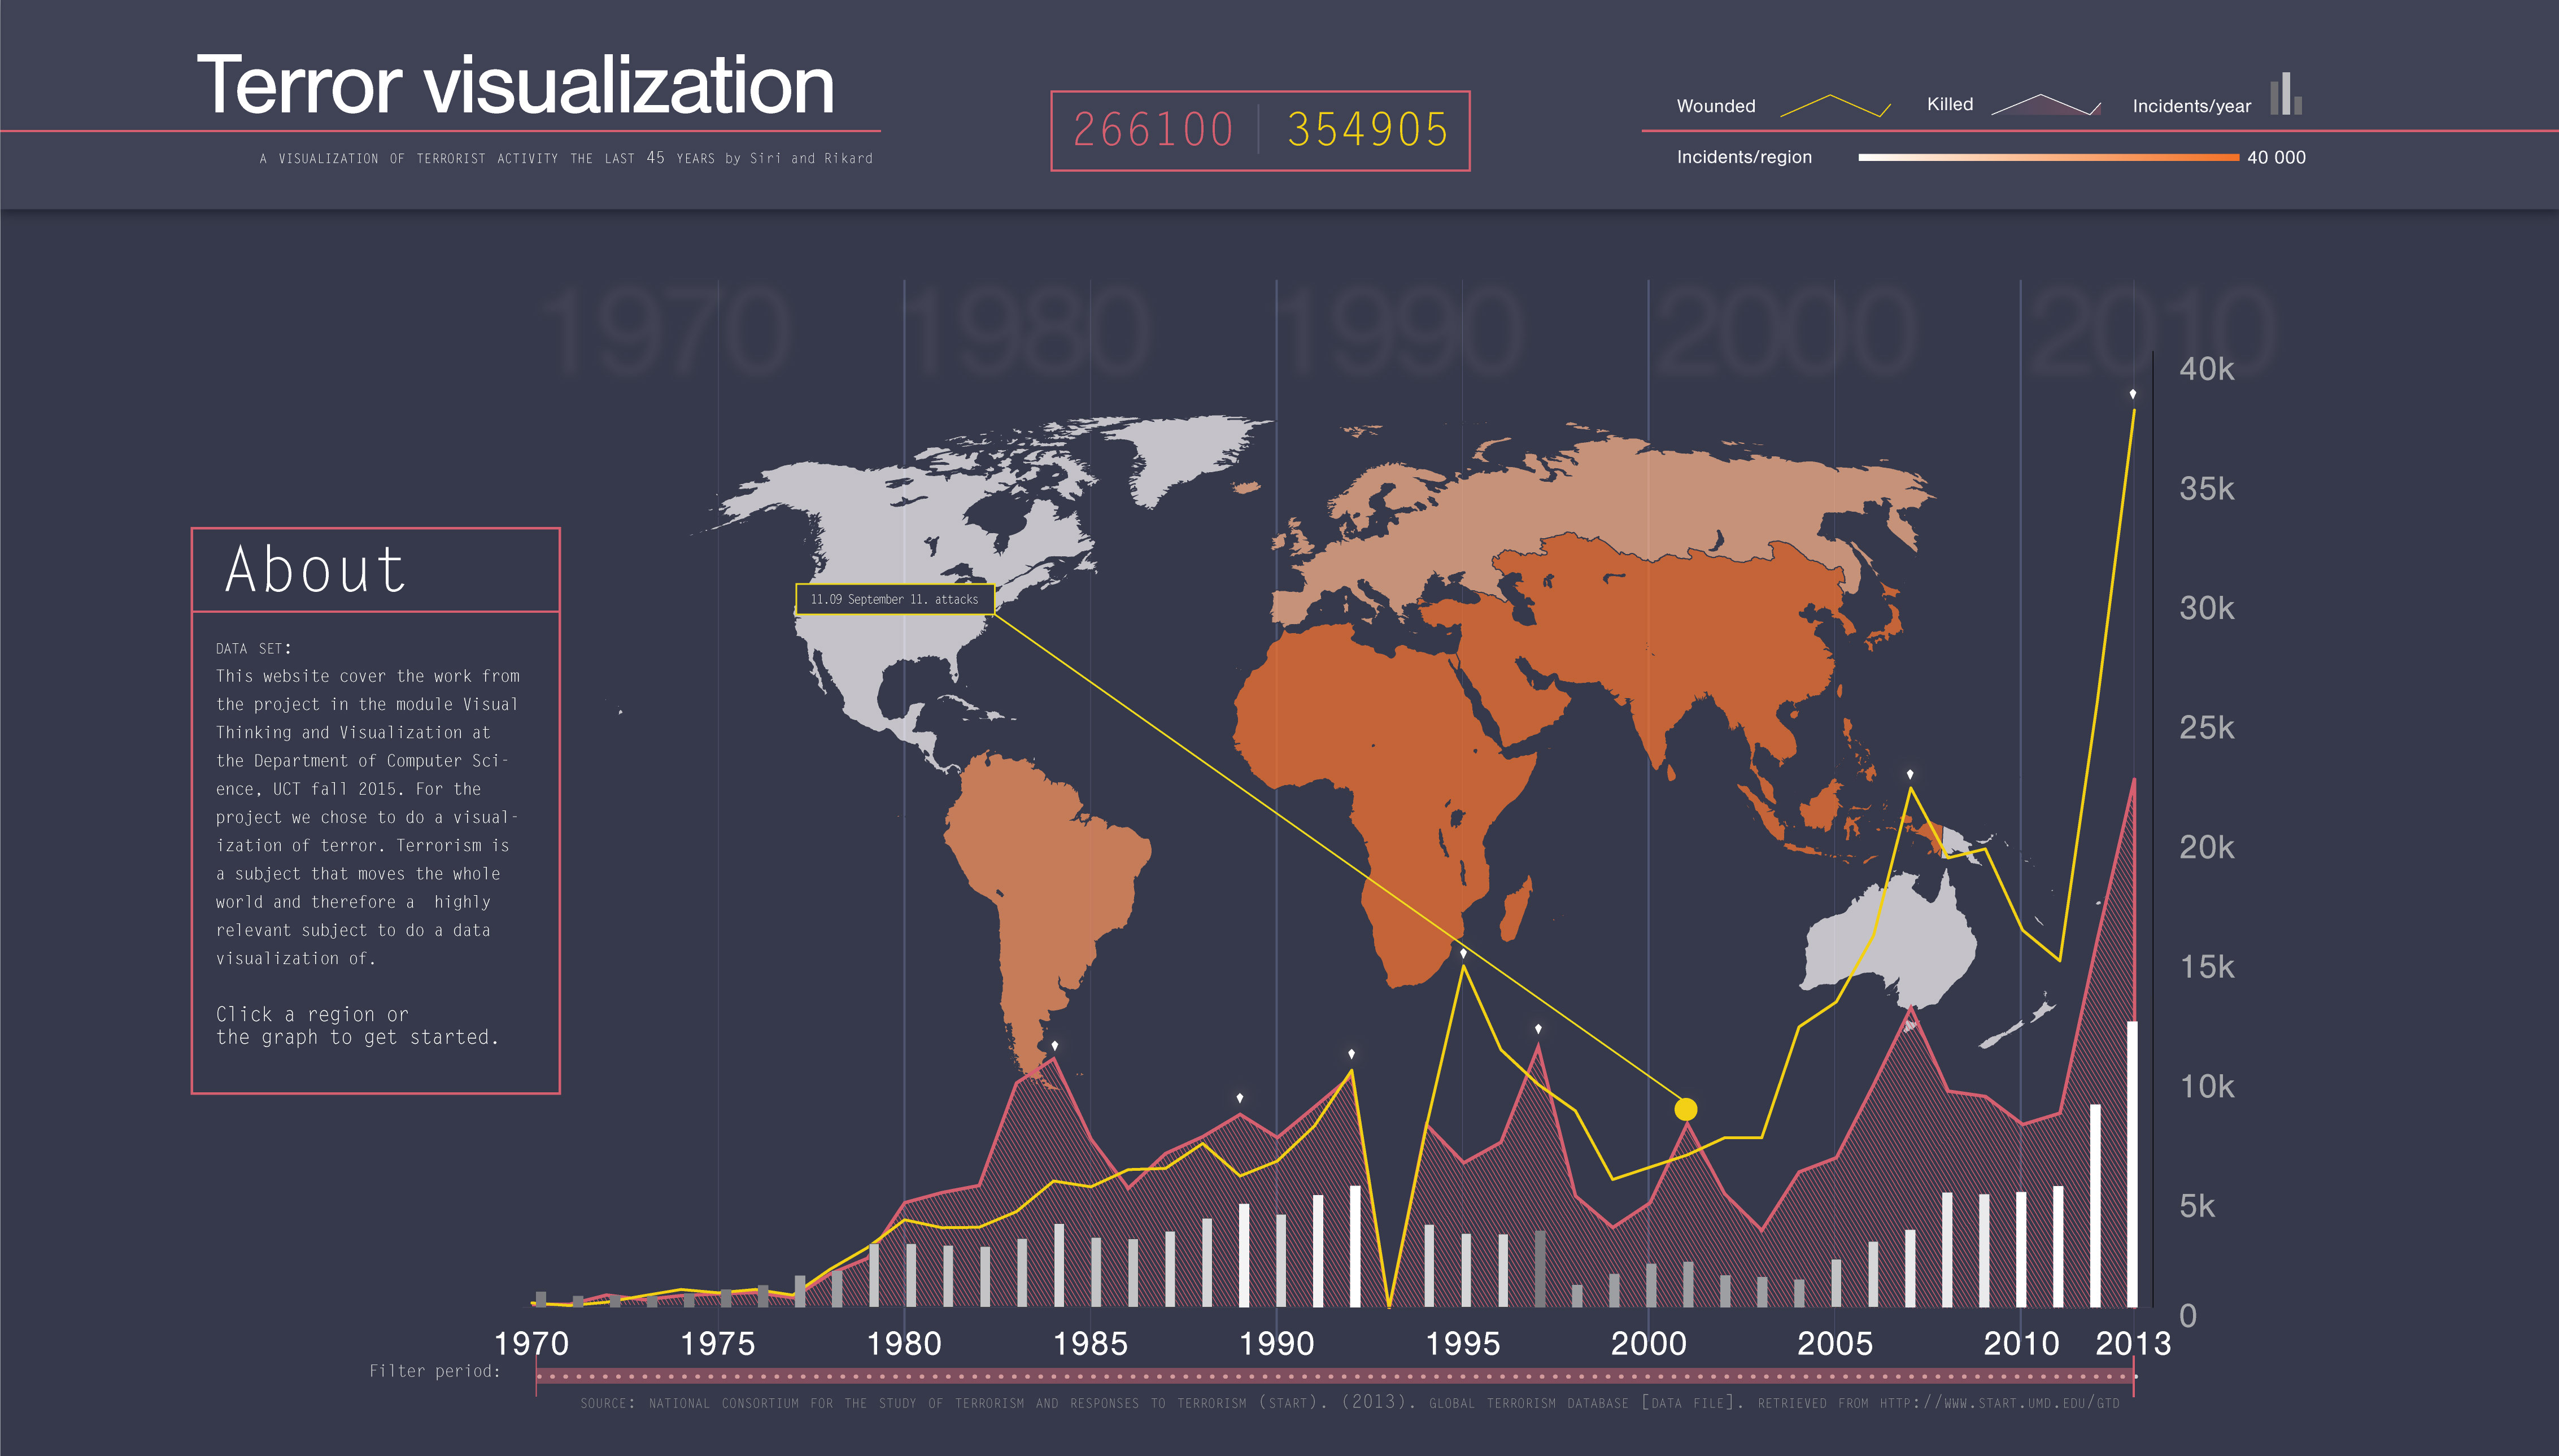 Terror visualization
A VISUALIZATION OF TERRORIST ACTIVITY THE LAST 45 YEARS by Siri and Rikard
266100 354905
Wounded Killed Incidents/year
Incidents/region 40 000
1970 1980 1990 2000 2010
40k
35k
30k
25k
20k
15k
10k
5k
0
About
DATA SET:
This website cover the work from
the project in the module Visual
Thinking and Visualization at
the Department of Computer Sci-
ence, UCT fall 2015. For the
project we chose to do a visual-
ization of terror. Terrorism is
a subject that moves the whole
world and therefore a  highly
relevant subject to do a data
visualization of.
Click a region or
the graph to get started.
11.09 September 11. attacks
1970 1975 1980 1985 1990 1995 2000 2005 2010 2013
Filter period:
SOURCE: NATIONAL CONSORTIUM FOR THE STUDY OF TERRORISM AND RESPONSES TO TERRORISM (START). (2013). GLOBAL TERRORISM DATABASE [DATA FILE]. RETRIEVED FROM HTTP://WWW.START.UMD.EDU/GTD